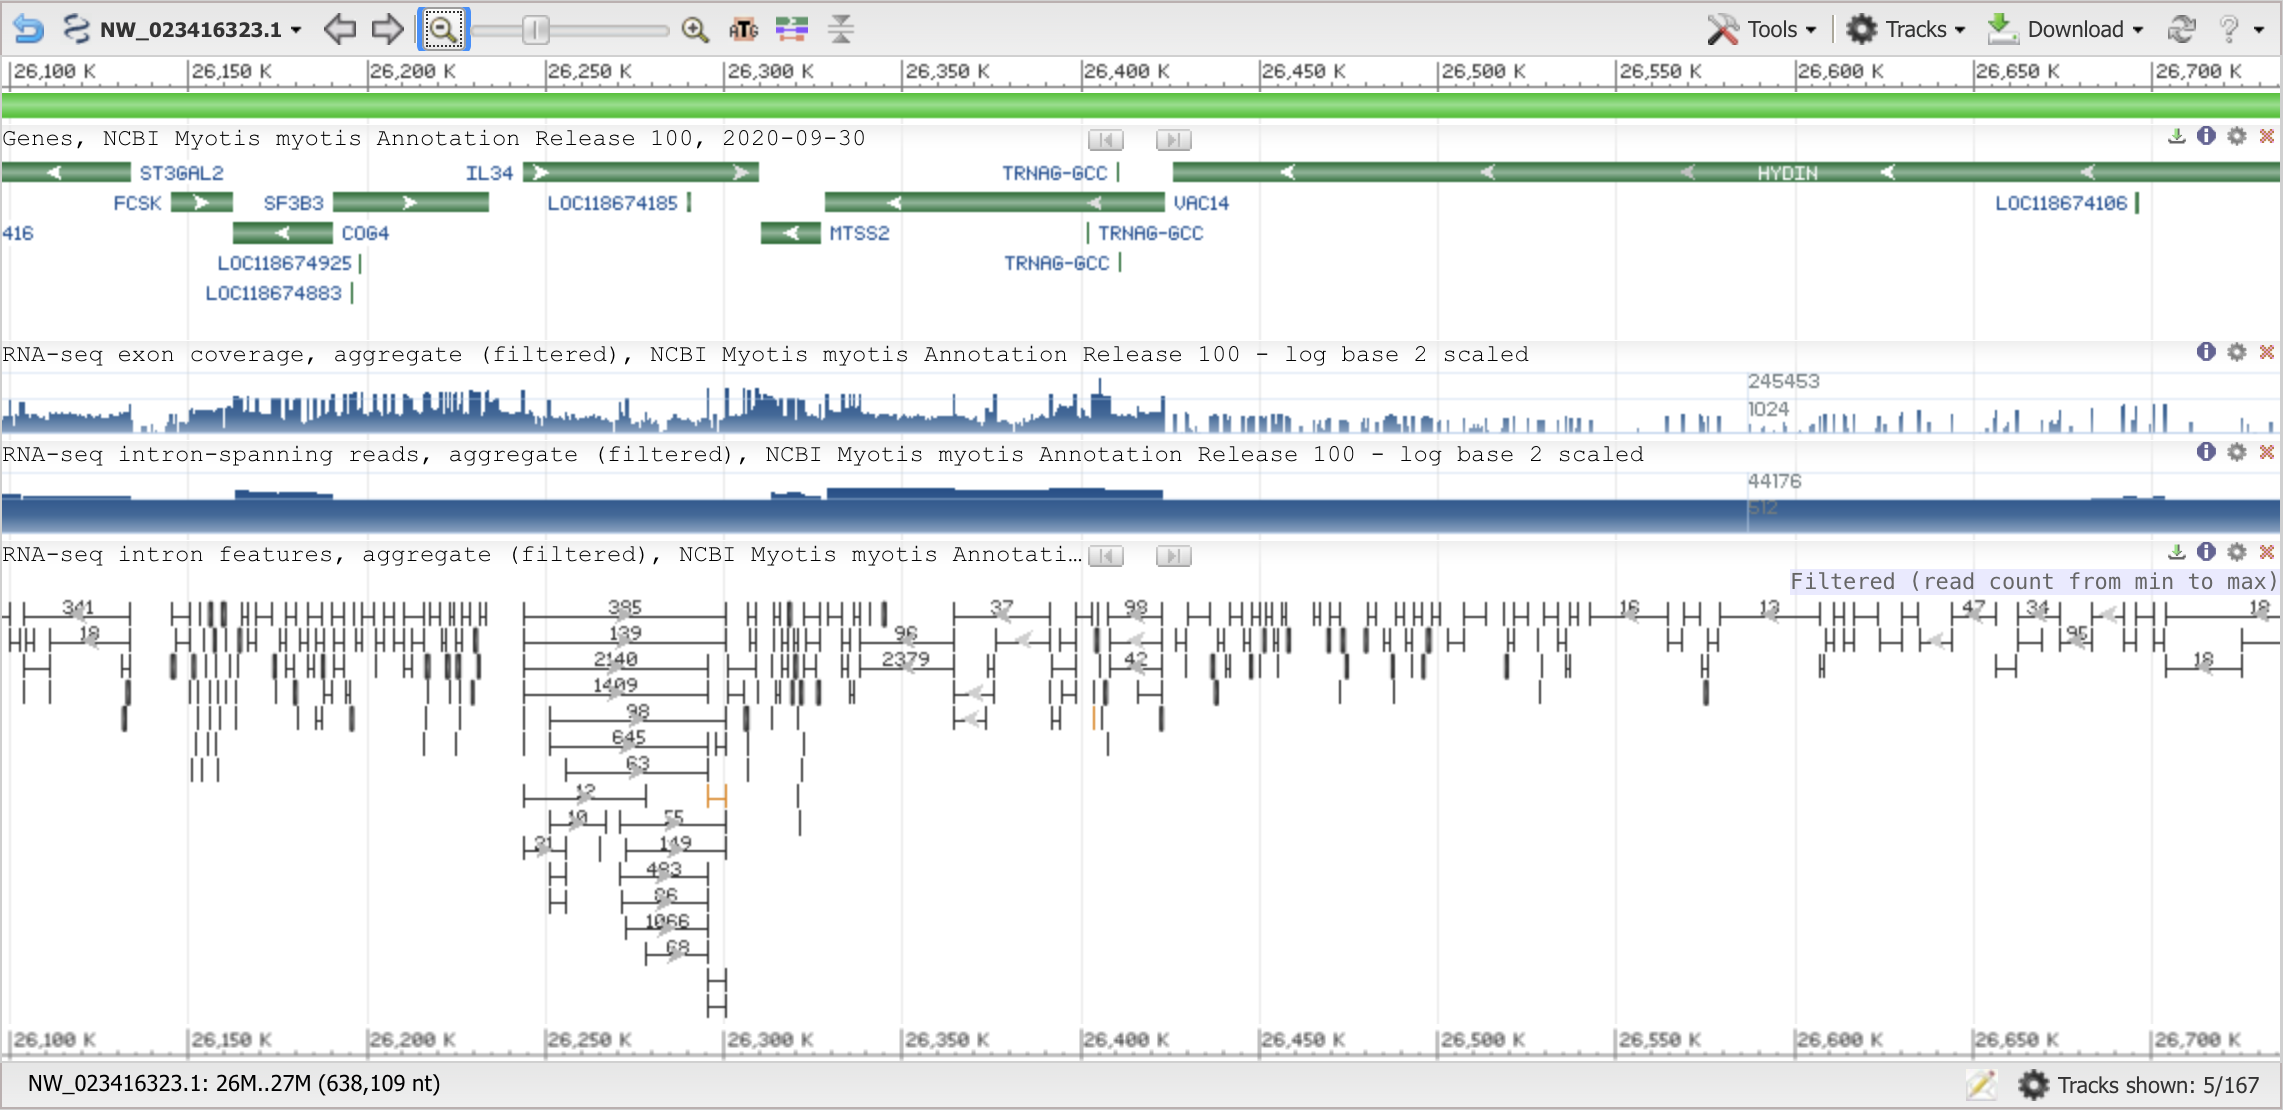 NW_023416323.1 Tools Tracks Download ?
26,100 K 26,150 K 26,200 K 26,250 K 26,300 K 26,350 K 26,400 K 26,450 K 26,500 K 26,550 K 26,600 K 26,650 K 26,700 K
Genes, NCBI Myotis myotis Annotation Release 100, 2020-09-30
ST3GAL2 IL34 TRNAG-GCC HYDIN
FCSK SF3B3 LOC118674185 VAC14 LOC118674106
416 COG4 MTSS2 TRNAG-GCC
LOC118674925 TRNAG-GCC
LOC118674883
RNA-seq exon coverage, aggregate (filtered), NCBI Myotis myotis Annotation Release 100 - log base 2 scaled
245453
1024
RNA-seq intron-spanning reads, aggregate (filtered), NCBI Myotis myotis Annotation Release 100 - log base 2 scaled
44176
512
RNA-seq intron features, aggregate (filtered), NCBI Myotis myotis Annotati...
Filtered (read count from min to max)
341 395 37 98 16 13 47 34 18
18 139 96 95
2140 2379 42 18
1409
98
645
63
12
10 55
31 149
493
86
1066
68
26,100 K 26,150 K 26,200 K 26,250 K 26,300 K 26,350 K 26,400 K 26,450 K 26,500 K 26,550 K 26,600 K 26,650 K 26,700 K
NW_023416323.1: 26M..27M (638,109 nt) Tracks shown: 5/167